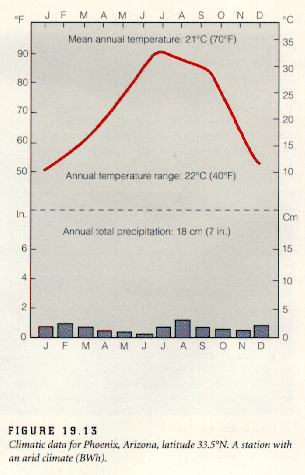 J F M A M J J A S O N D
°F °C
Mean annual temperature: 21°C (70°F)
90
80
70
60
50
35
30
25
20
15
10
Annual temperature range: 22°C (40°F)
In. Cm
Annual total precipitation: 18 cm (7 in.)
6
4
2
0
15
10
5
0
J F M A M J J A S O N D
FIGURE 19.13
Climatic data for Phoenix, Arizona, latitude 33.5°N. A station with
an arid climate (BWh).